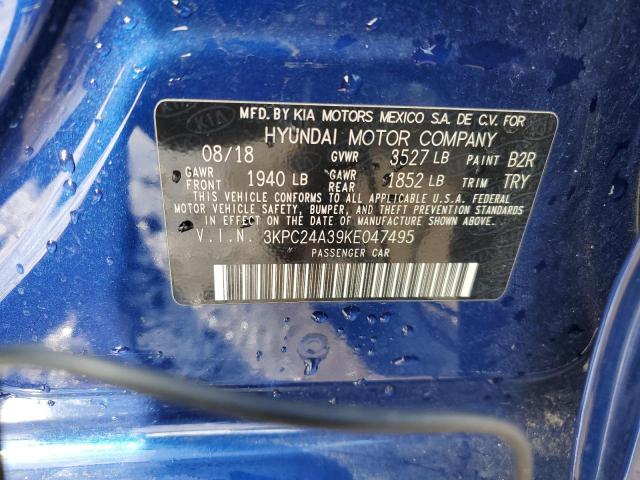 MFD. BY KIA MOTORS MEXICO S.A. DE C.V. FOR
HYUNDAI MOTOR COMPANY
08/18 GVWR 3527 LB PAINT B2R
GAWR FRONT 1940 LB GAWR REAR 1852 LB TRIM TRY
THIS VEHICLE CONFORMS TO ALL APPLICABLE U.S.A. FEDERAL
MOTOR VEHICLE SAFETY, BUMPER, AND THEFT PREVENTION
STANDARDS IN EFFECT ON THE DATE OF MANUFACTURE SHOWN ABOVE.
V.I.N. 3KPC24A39KE047495
PASSENGER CAR